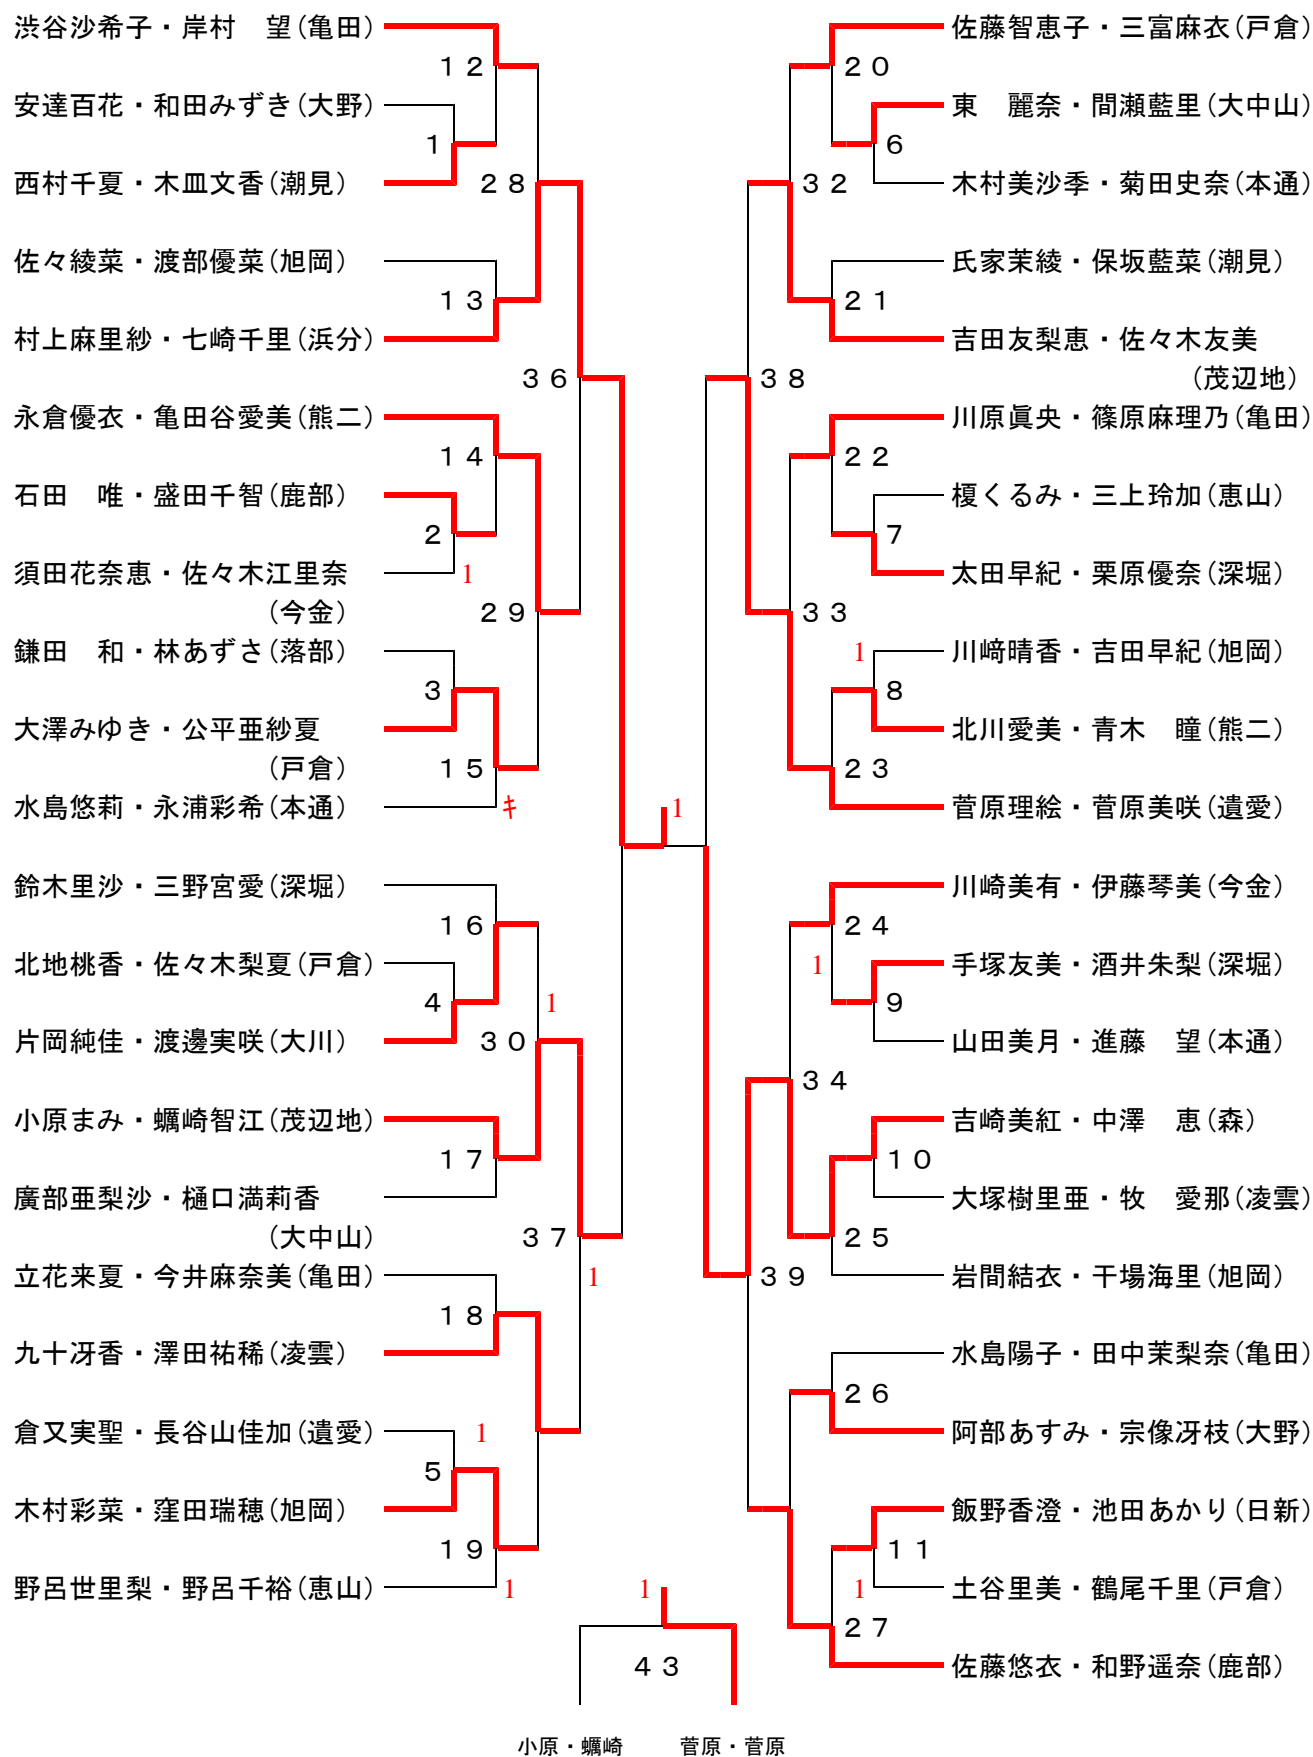 渋谷沙希子・岸村　望(亀田)
12
安達百花・和田みずき(大野)
1
西村千夏・木皿文香(潮見)
28
佐々綾菜・渡部優菜(旭岡)
13
村上麻里紗・七崎千里(浜分)
36
永倉優衣・亀田谷愛美(熊二)
14
石田　唯・盛田千智(鹿部)
2
須田花奈恵・佐々木江里奈
1
(今金)
29
鎌田　和・林あずさ(落部)
3
大澤みゆき・公平亜紗夏
(戸倉)
15
水島悠莉・永浦彩希(本通)
キ
1
鈴木里沙・三野宮愛(深堀)
16
北地桃香・佐々木梨夏(戸倉)
4
1
片岡純佳・渡邊実咲(大川)
30
小原まみ・蠣崎智江(茂辺地)
17
廣部亜梨沙・樋口満莉香
(大中山)
37
立花来夏・今井麻奈美(亀田)
1
18
九十冴香・澤田祐稀(凌雲)
倉又実聖・長谷山佳加(遺愛)
1
5
木村彩菜・窪田瑞穂(旭岡)
19
野呂世里梨・野呂千裕(恵山)
1
佐藤智恵子・三富麻衣(戸倉)
20
東　麗奈・間瀬藍里(大中山)
6
木村美沙季・菊田史奈(本通)
32
氏家茉綾・保坂藍菜(潮見)
21
吉田友梨恵・佐々木友美
(茂辺地)
38
川原眞央・篠原麻理乃(亀田)
22
榎くるみ・三上玲加(恵山)
7
太田早紀・栗原優奈(深堀)
33
1
川﨑晴香・吉田早紀(旭岡)
8
北川愛美・青木　瞳(熊二)
23
菅原理絵・菅原美咲(遺愛)
川崎美有・伊藤琴美(今金)
24
1
手塚友美・酒井朱梨(深堀)
9
山田美月・進藤　望(本通)
34
吉崎美紅・中澤　恵(森)
10
大塚樹里亜・牧　愛那(凌雲)
25
岩間結衣・干場海里(旭岡)
39
水島陽子・田中茉梨奈(亀田)
26
阿部あすみ・宗像冴枝(大野)
飯野香澄・池田あかり(日新)
11
1
土谷里美・鶴尾千里(戸倉)
27
佐藤悠衣・和野遥奈(鹿部)
1
43
小原・蠣崎　　菅原・菅原